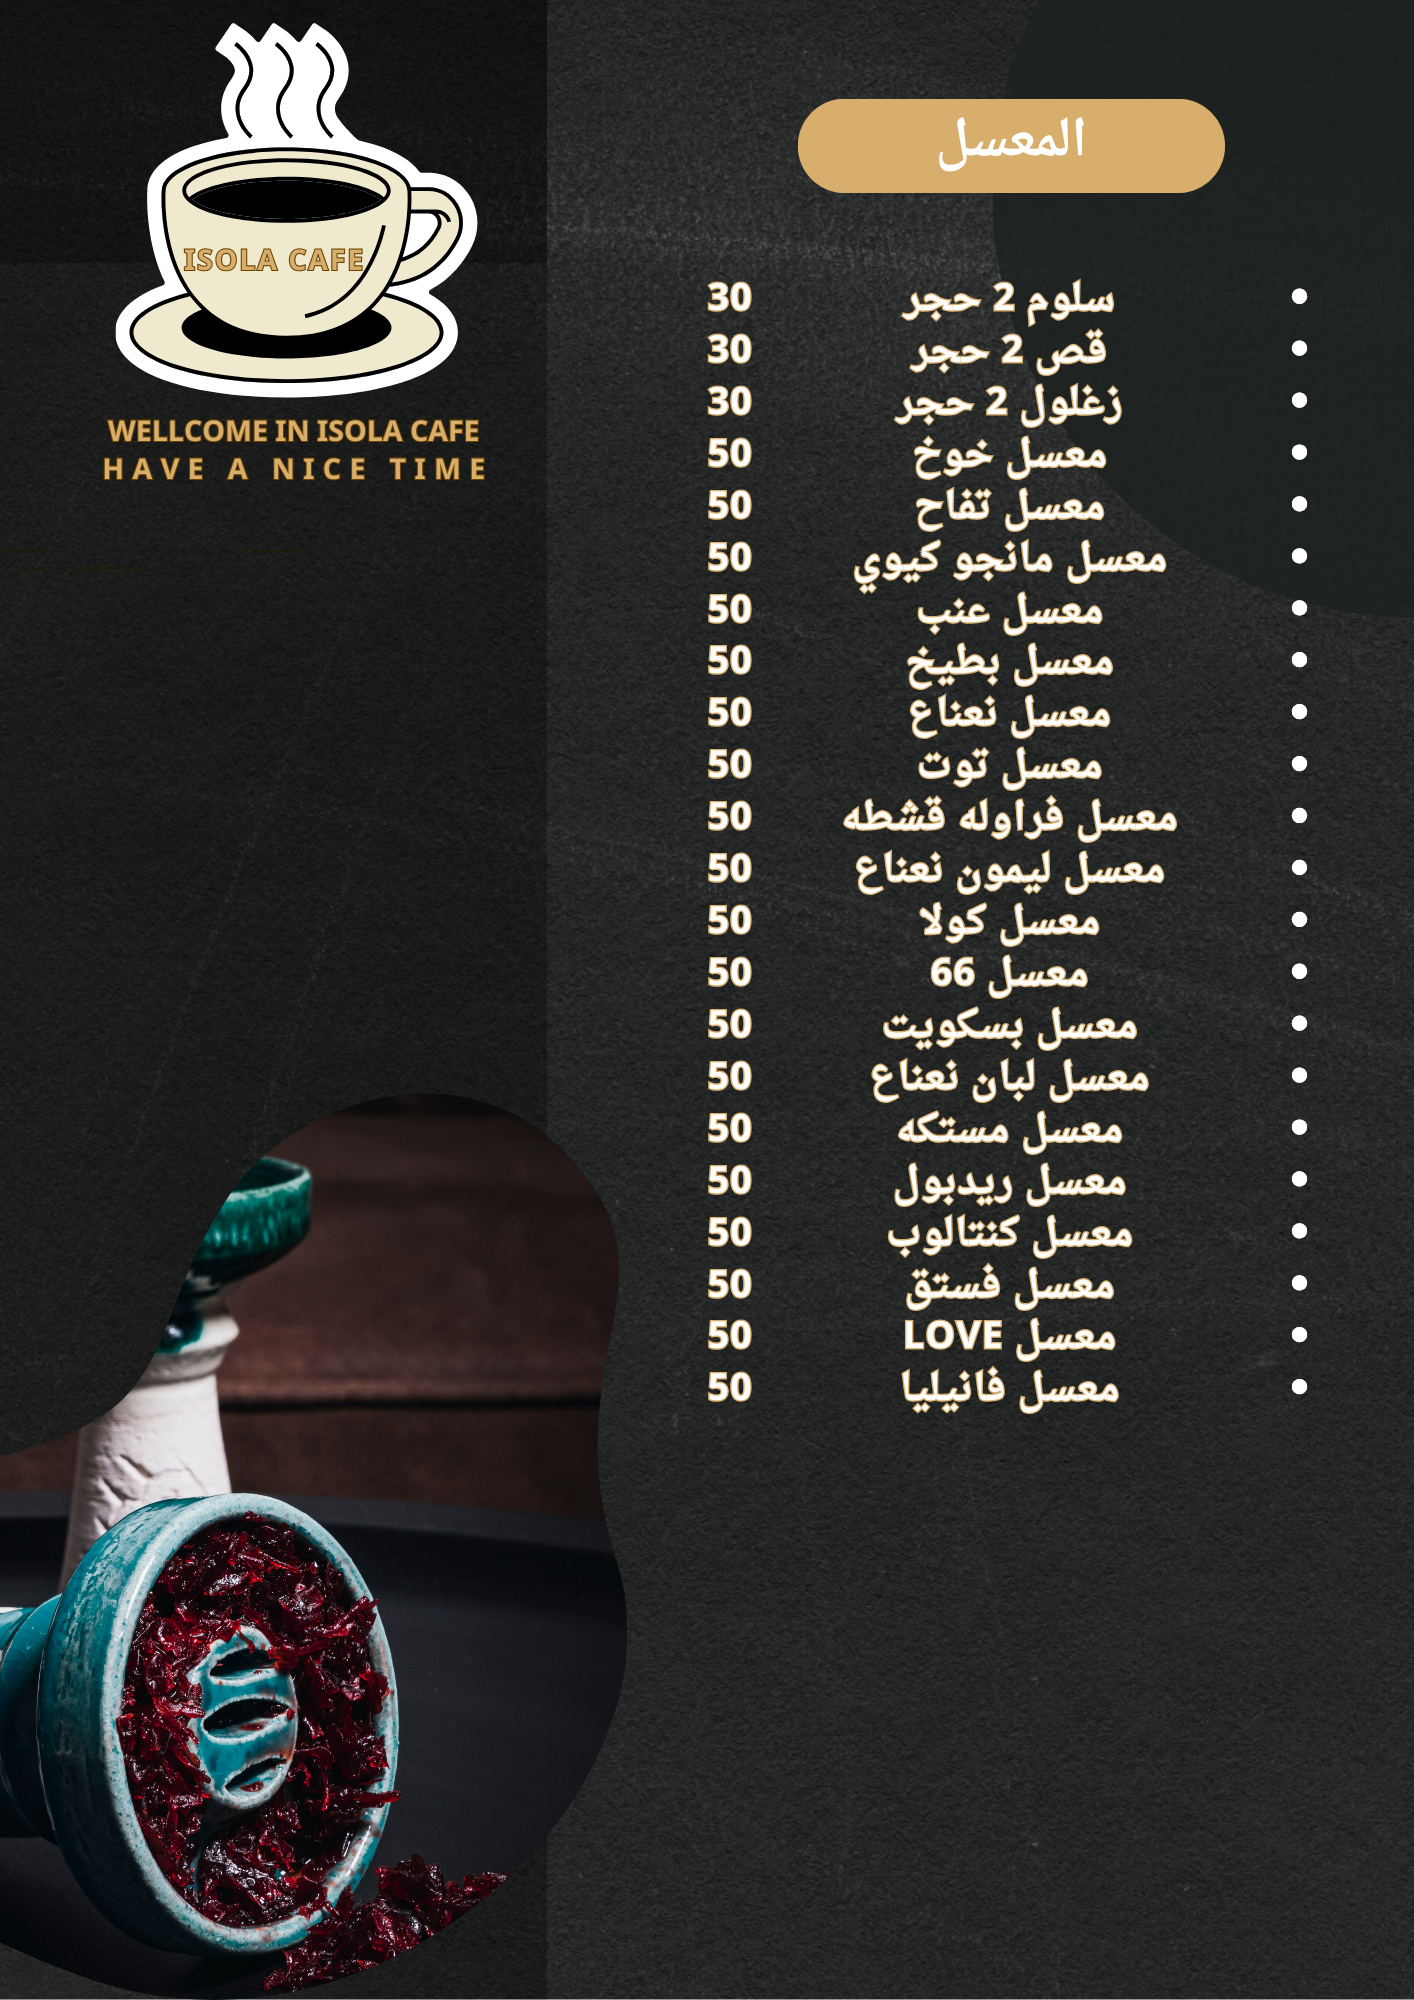 ISOLA CAFE
WELLCOME IN ISOLA CAFE
HAVE A NICE TIME
المعسل
سلوم 2 حجر 30
قص 2 حجر 30
زغلول 2 حجر 30
معسل خوخ 50
معسل تفاح 50
معسل مانجو كيوي 50
معسل عنب 50
معسل بطيخ 50
معسل نعناع 50
معسل توت 50
معسل فراوله قشطه 50
معسل ليمون نعناع 50
معسل كولا 50
معسل 66 50
معسل بسكويت 50
معسل لبان نعناع 50
معسل مستكه 50
معسل ريدبول 50
معسل كنتالوب 50
معسل فستق 50
معسل LOVE 50
معسل فانيليا 50